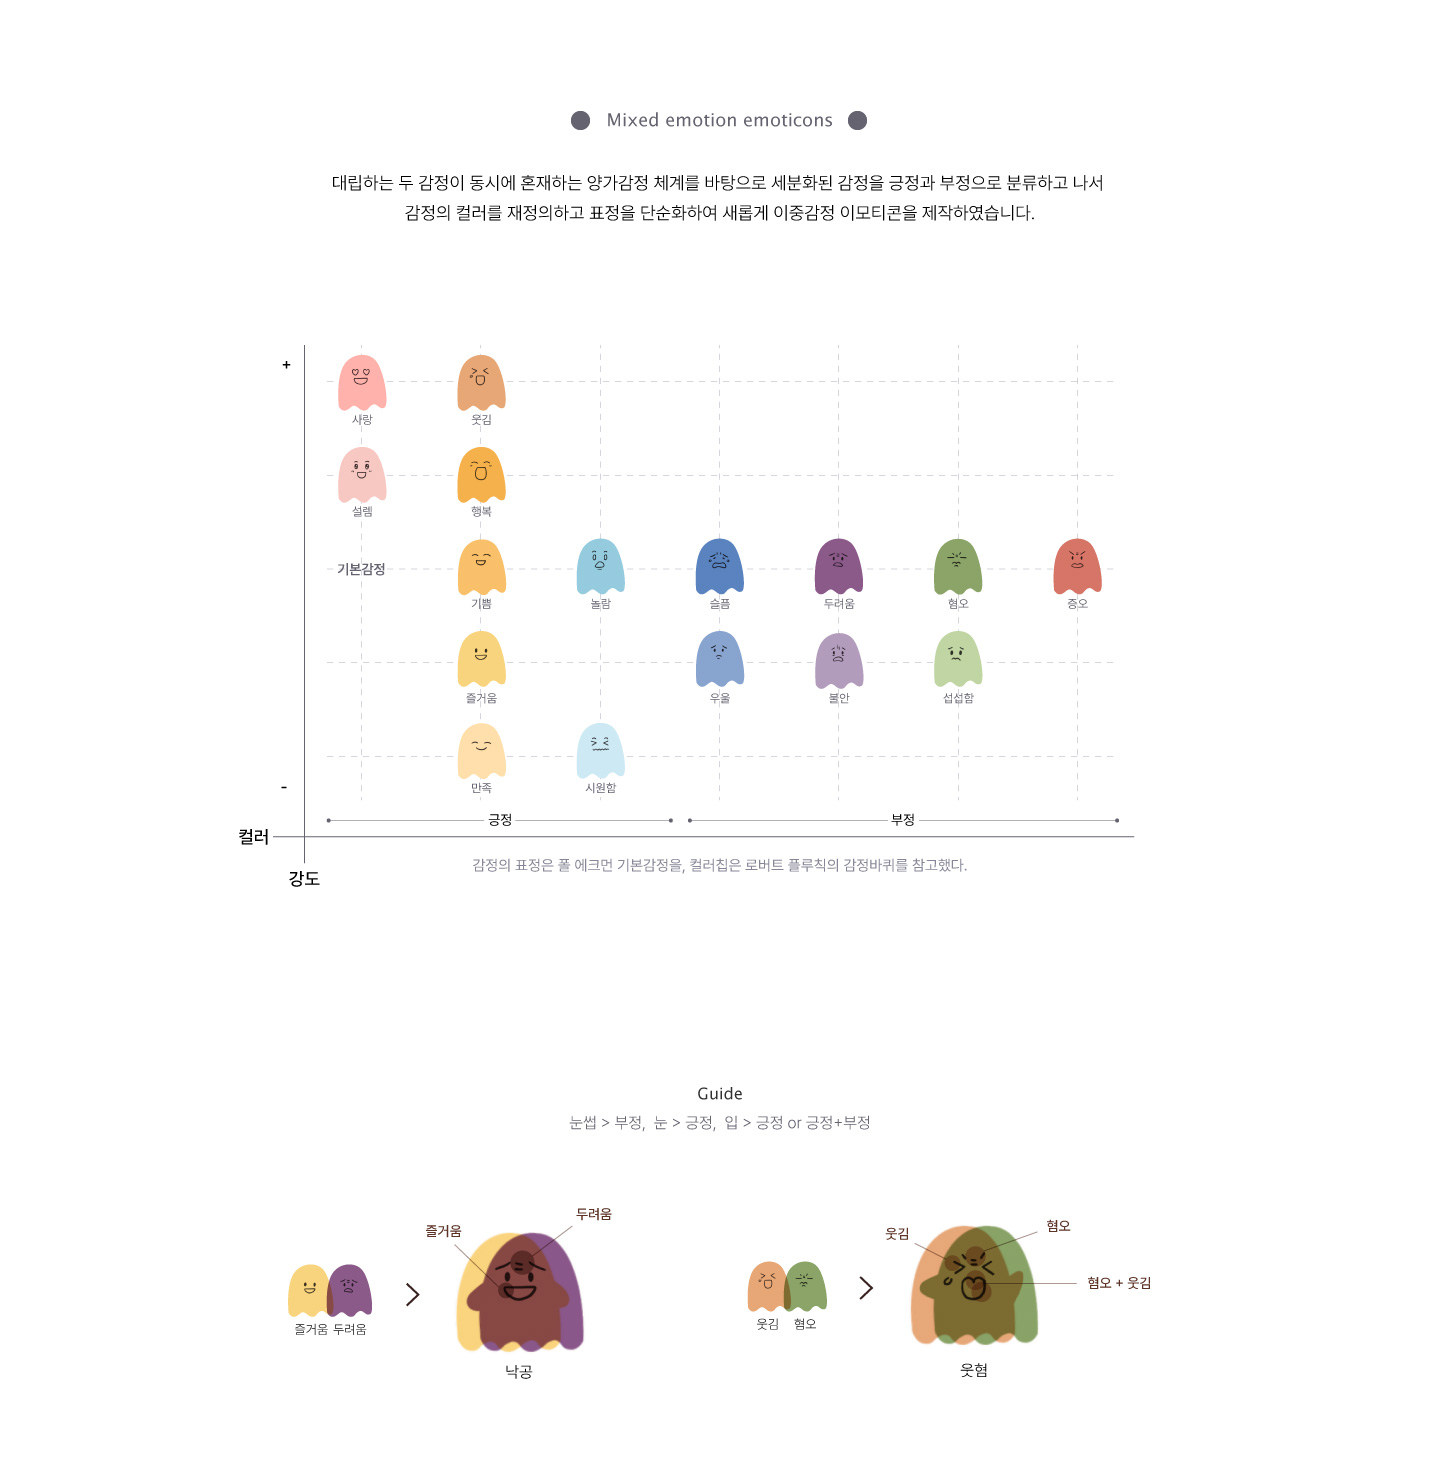 Mixed emotion emoticons
대립하는 두 감정이 동시에 혼재하는 양가감정 체계를 바탕으로 세분화된 감정을 긍정과 부정으로 분류하고 나서
감정의 컬러를 재정의하고 표정을 단순화하여 새롭게 이중감정 이모티콘을 제작하였습니다.
+
사랑 웃김
설렘 행복
기본감정
기쁨 놀람 슬픔 두려움 혐오 증오
즐거움 우울 불안 섭섭함
만족 시원함
-
긍정 부정
컬러
감정의 표정은 폴 에크먼 기본감정을, 컬러칩은 로버트 플루칙의 감정바퀴를 참고했다.
강도
Guide
눈썹 > 부정, 눈 > 긍정, 입 > 긍정 or 긍정+부정
즐거움 두려움
즐거움 두려움
낙공
웃김 혐오
혐오 + 웃김
웃김 혐오
웃혐